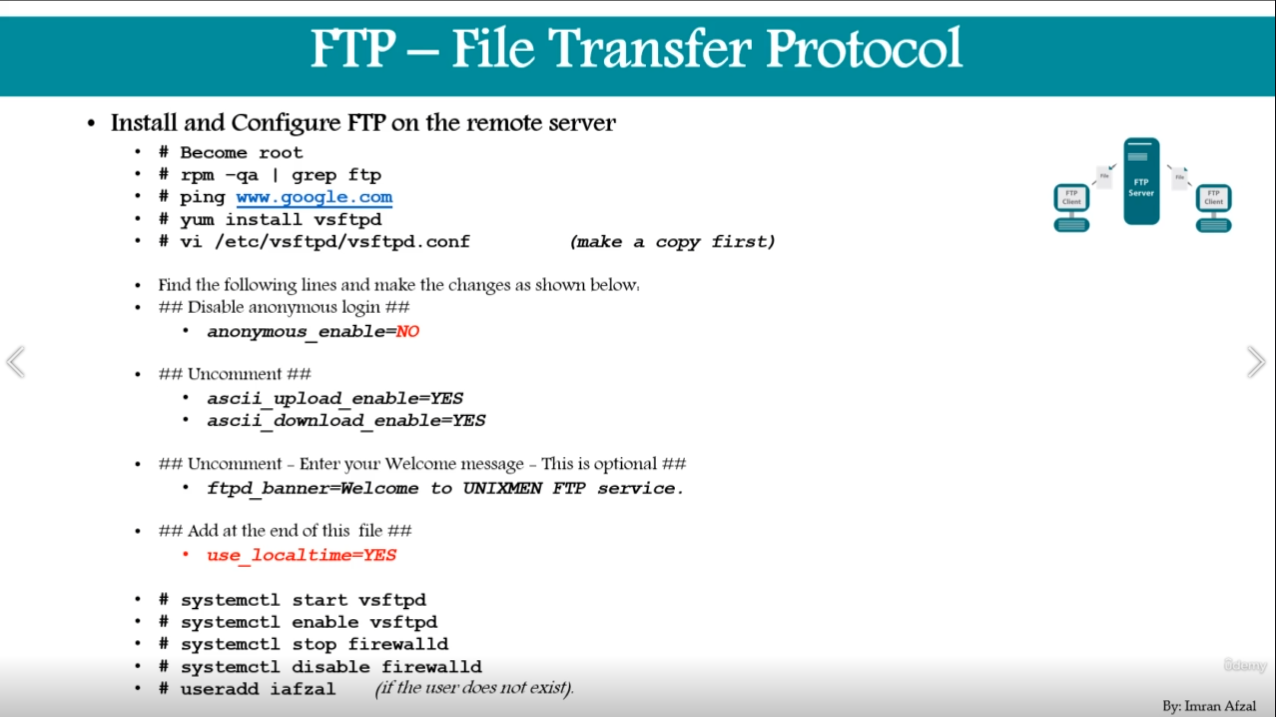 FTP – File Transfer Protocol
• Install and Configure FTP on the remote server
• # Become root
• # rpm –qa | grep ftp
• # ping www.google.com
• # yum install vsftpd
• # vi /etc/vsftpd/vsftpd.conf (make a copy first)
• Find the following lines and make the changes as shown below:
• ## Disable anonymous login ##
• anonymous_enable=NO
• ## Uncomment ##
• ascii_upload_enable=YES
• ascii_download_enable=YES
• ## Uncomment – Enter your Welcome message – This is optional ##
• ftpd_banner=Welcome to UNIXMEN FTP service.
• ## Add at the end of this file ##
• use_localtime=YES
• # systemctl start vsftpd
• # systemctl enable vsftpd
• # systemctl stop firewalld
• # systemctl disable firewalld
• # useradd iafzal (if the user does not exist).
File
File
FTP
Server
FTP
Client
FTP
Client
ûdemy
By: Imran Afzal